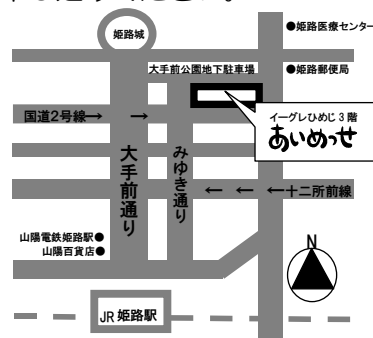 姫路城
●姫路医療センター
大手前公園地下駐車場
●姫路郵便局
国道2号線→ →
イーグレひめじ3階
あいめっせ
大手前通り
みゆき通り
← ← ←十二所前線
山陽電鉄姫路駅●
山陽百貨店●
N
JR 姫路駅